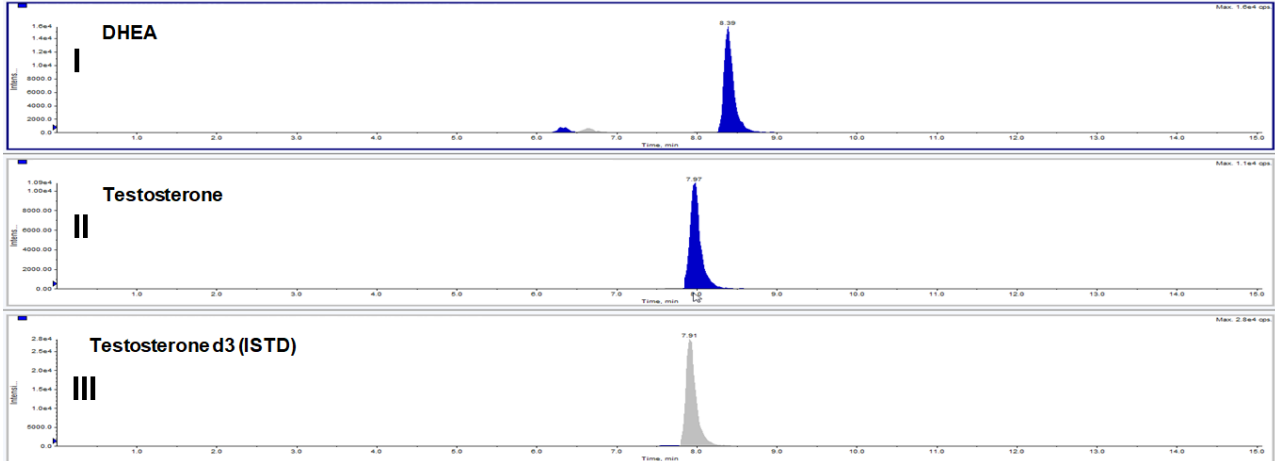 Max. 1.6e4 cps.
DHEA
I
8.39
1.6e4
1.4e4
1.2e4
1.0e4
8000.0
6000.0
4000.0
2000.0
0.0
Intens...
1.0 2.0 3.0 4.0 5.0 6.0 7.0 8.0 9.0 10.0 11.0 12.0 13.0 14.0 15.0
Time, min
Max. 1.1e4 cps.
Testosterone
II
7.97
1.09e4
1.00e4
8000.00
6000.00
4000.00
2000.00
0.00
Intens...
1.0 2.0 3.0 4.0 5.0 6.0 7.0 9.0 10.0 11.0 12.0 13.0 14.0 15.0
Time, min
Max. 2.8e4 cps.
Testosterone d3 (ISTD)
III
7.91
2.8e4
2.5e4
2.0e4
1.5e4
1.0e4
5000.0
0.0
Intensi...
1.0 2.0 3.0 4.0 5.0 6.0 7.0 8.0 9.0 10.0 11.0 12.0 13.0 14.0 15.0
Time, min